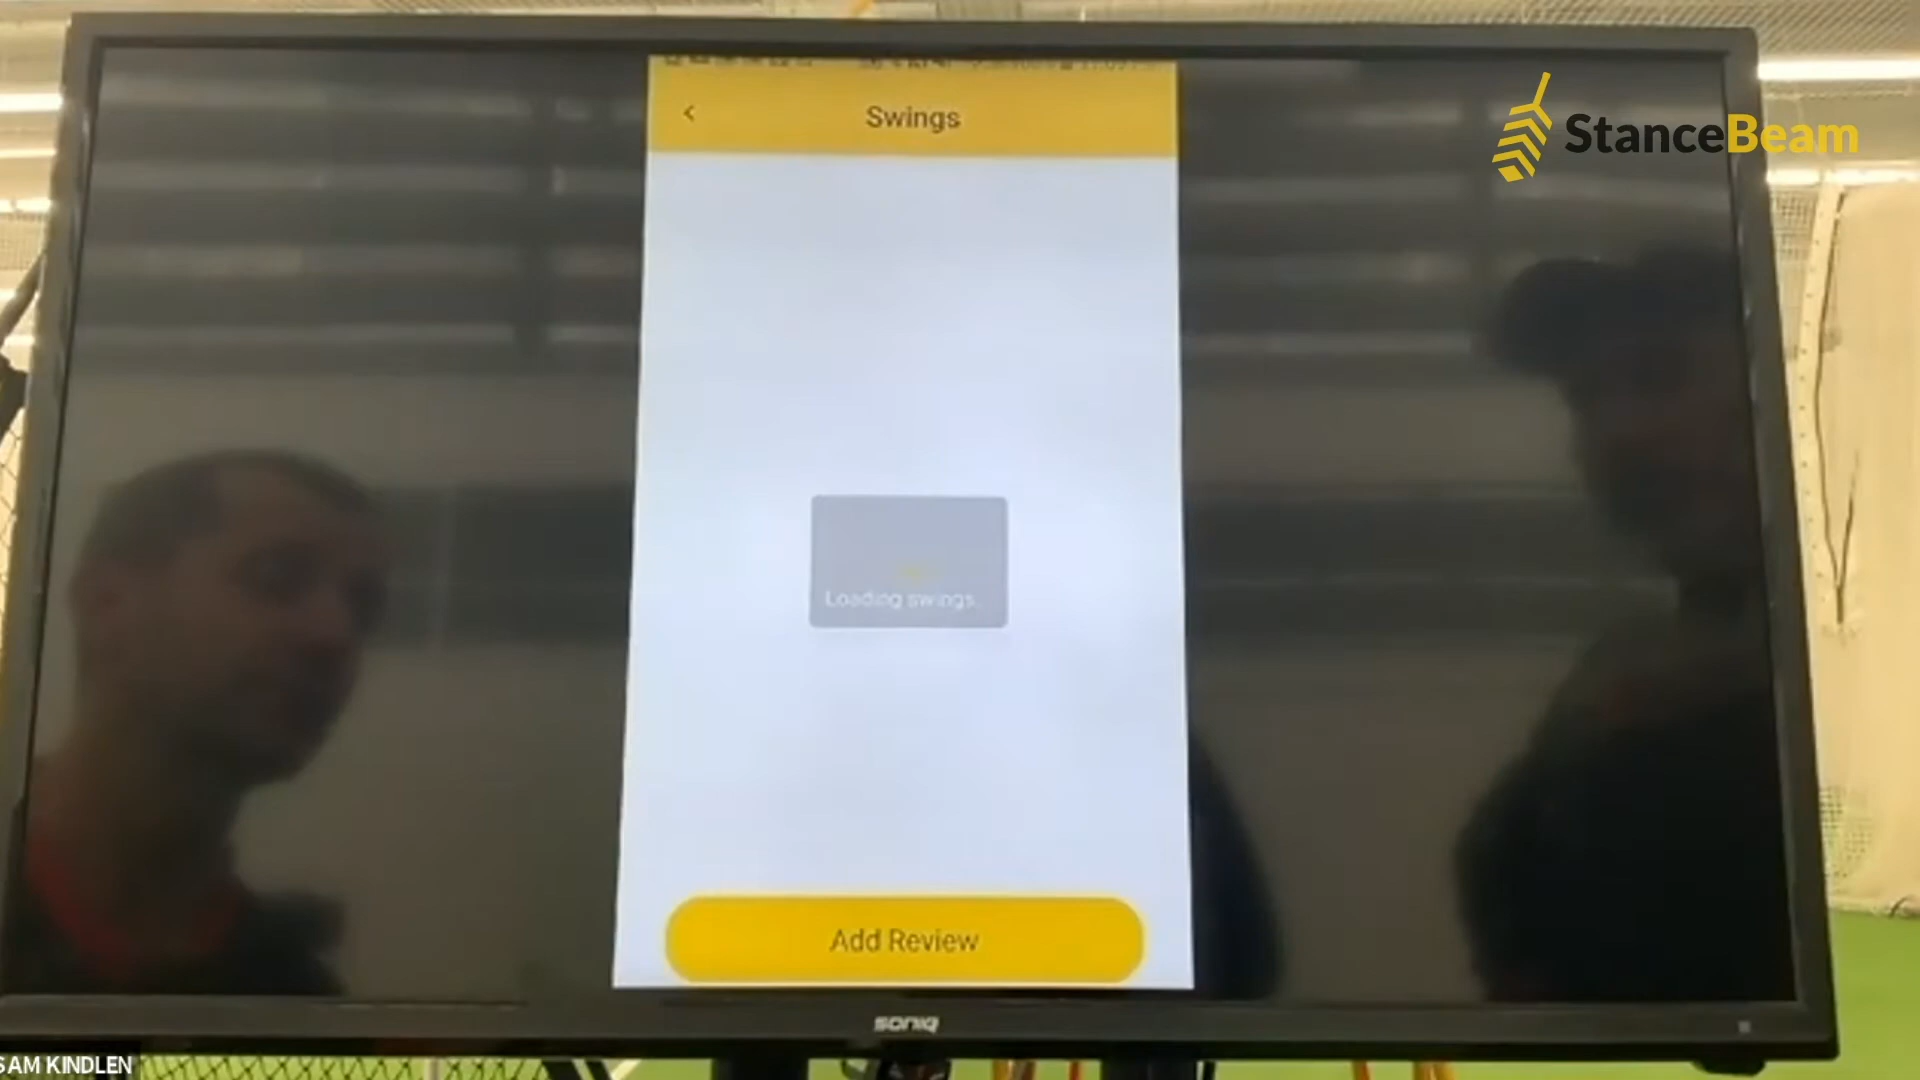 Swings
StanceBeam
Loading swings
Add Review
SONIQ
SAM KINDLEN